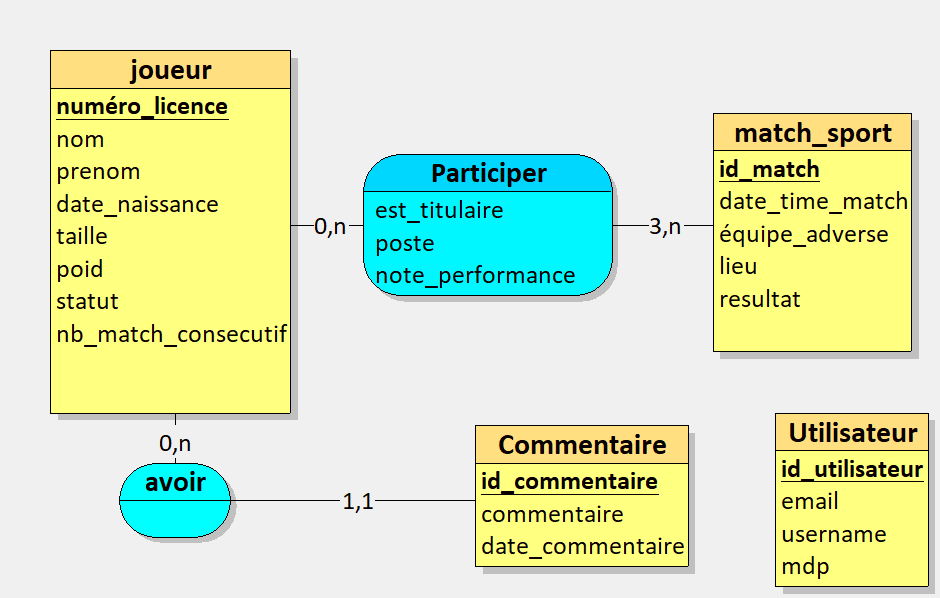 joueur
numéro_licence
nom
prenom
date_naissance
taille
poid
statut
nb_match_consecutif
0,n
Participer
est_titulaire
poste
note_performance
3,n
match_sport
id_match
date_time_match
équipe_adverse
lieu
resultat
0,n
avoir
1,1
Commentaire
id_commentaire
commentaire
date_commentaire
Utilisateur
id_utilisateur
email
username
mdp